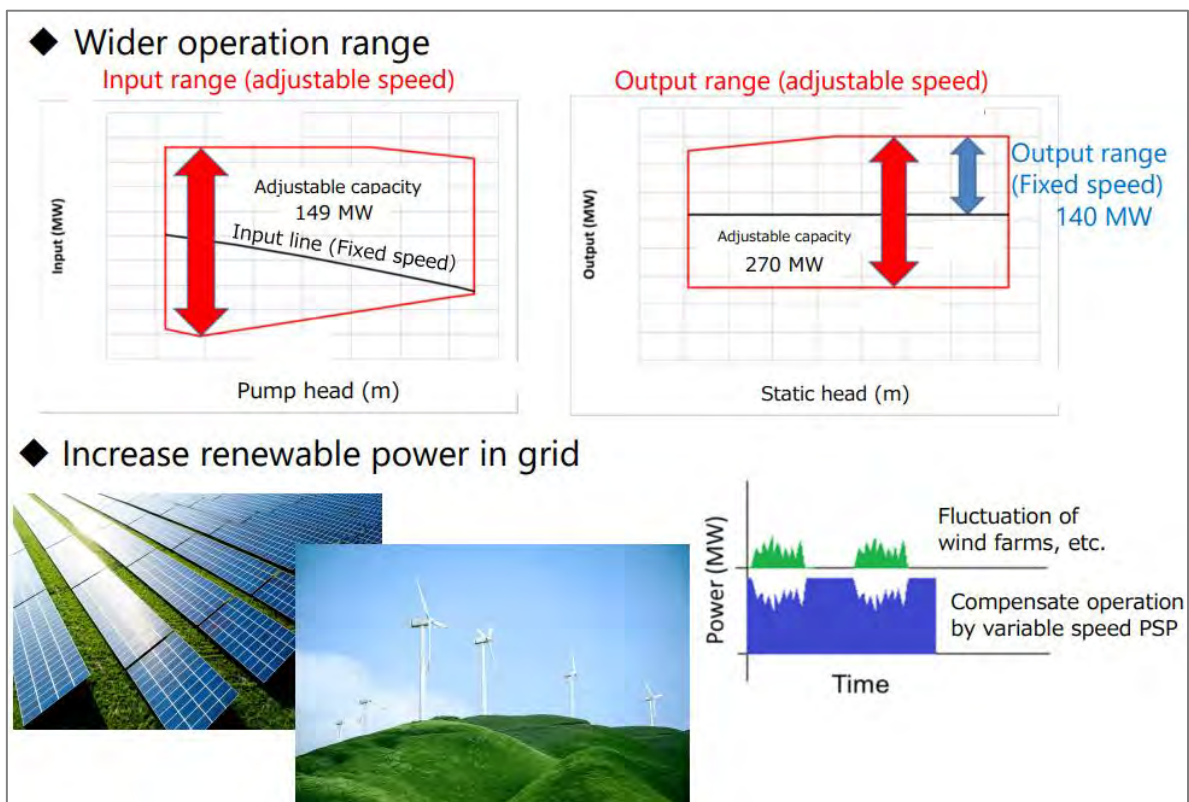 ◆ Wider operation range
Input range (adjustable speed)
Input (MW)
Adjustable capacity
149 MW
Input line (Fixed speed)
Pump head (m)
Output range (adjustable speed)
Output (MW)
Output range
(Fixed speed)
140 MW
Adjustable capacity
270 MW
Static head (m)
◆ Increase renewable power in grid
Power (MW)
Fluctuation of
wind farms, etc.
Compensate operation
by variable speed PSP
Time